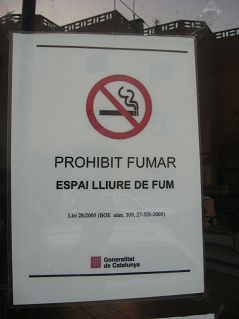 PROHIBIT FUMAR
ESPAI LLIURE DE FUM
Llei 28/2005 (BOE núm. 309, 27-XII-2005)
Generalitat
de Catalunya